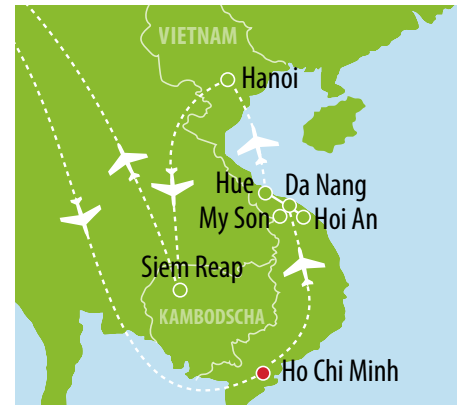 VIETNAM
Hanoi
Hue
Da Nang
My Son
Hoi An
Siem Reap
KAMBODSCHA
Ho Chi Minh